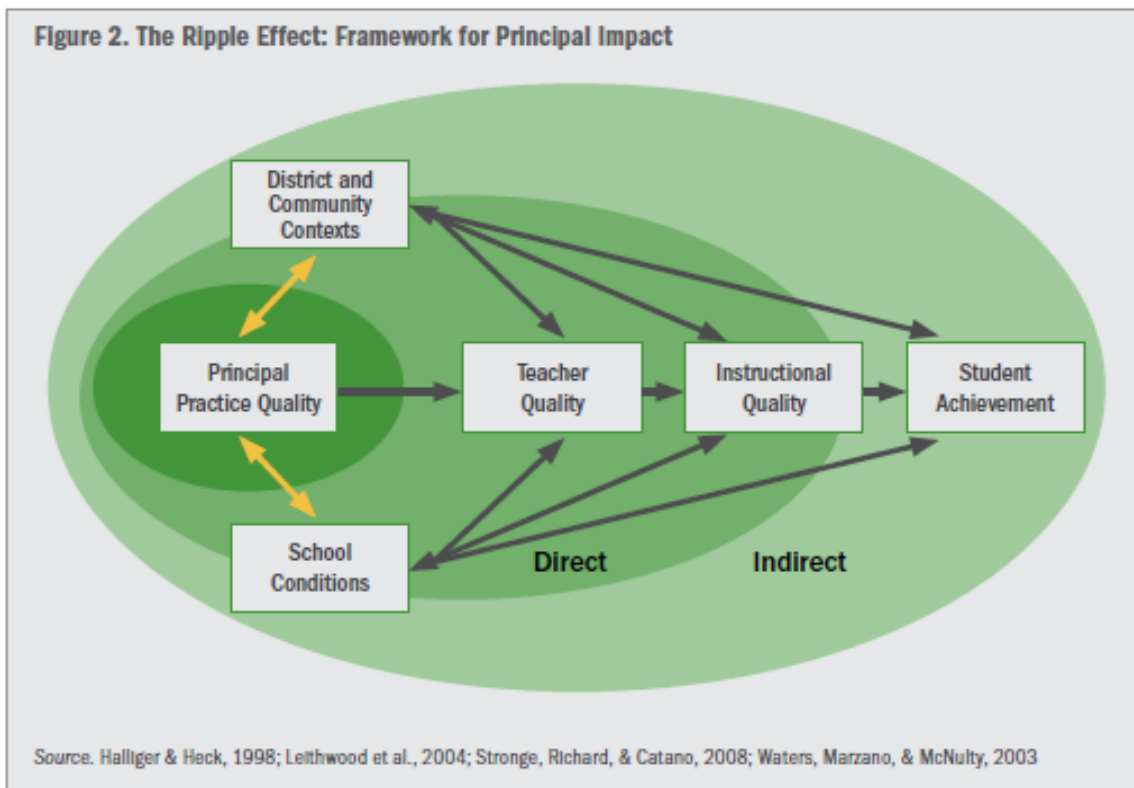 Figure 2. The Ripple Effect: Framework for Principal Impact
District and
Community
Contexts
Principal
Practice Quality
Teacher
Quality
Instructional
Quality
Student
Achievement
School
Conditions
Direct
Indirect
Source. Halliger & Heck, 1998; Leithwood et al., 2004; Stronge, Richard, & Catano, 2008; Waters, Marzano, & McNulty, 2003